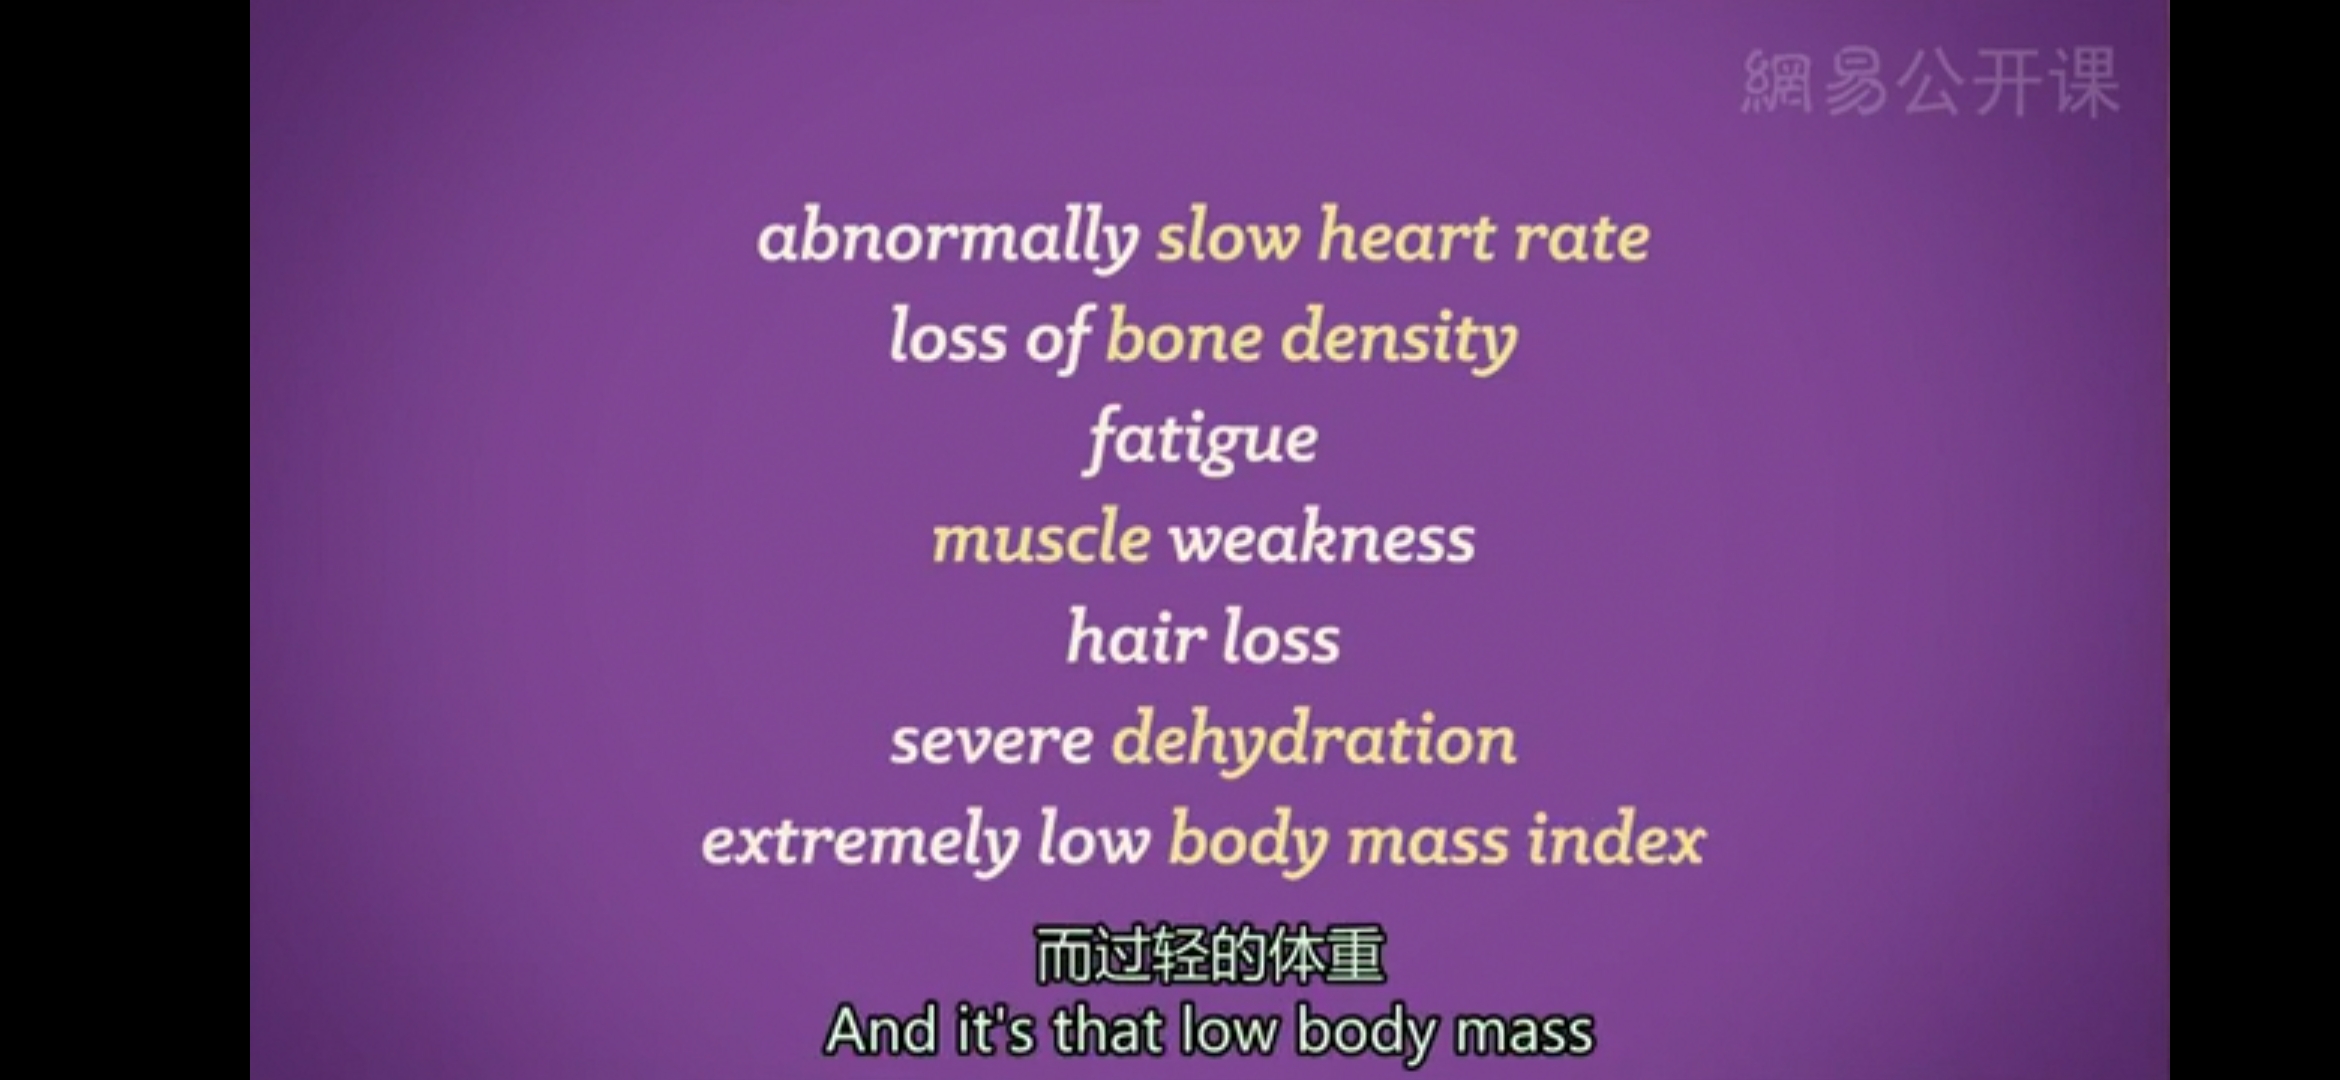 網易公开课
abnormally slow heart rate
loss of bone density
fatigue
muscle weakness
hair loss
severe dehydration
extremely low body mass index
而过轻的体重
And it's that low body mass